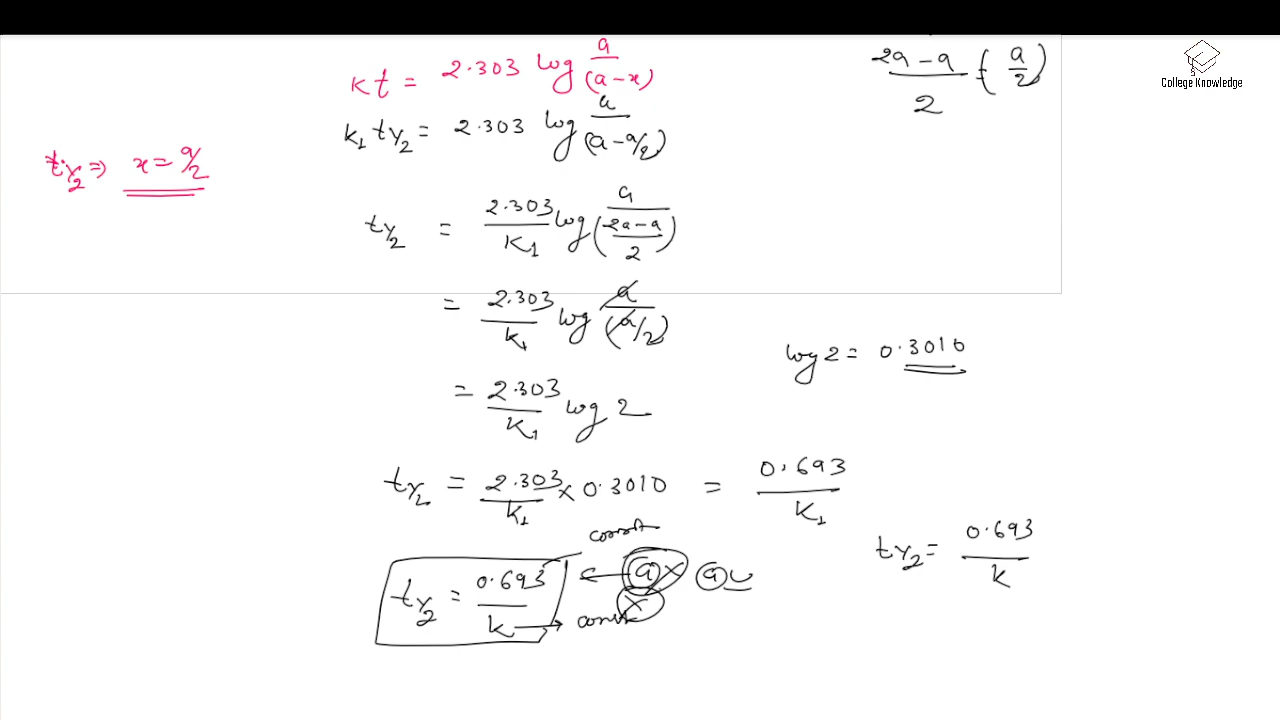 kt = 2.303 log a/(a-x)
2a-a/2 = (a/2)
College Knowledge
k₁ t½ = 2.303 log a/(a-a/2)
t½ ⇒ x = a/2
t½ = 2.303/k₁ log a/(2a-a/2)
= 2.303/k₁ log a/(a/2)
log 2 = 0.3010
= 2.303/k₁ log 2
t½ = 2.303/k₁ × 0.3010 = 0.693/k₁
const
t½ = 0.693/k
t½ = 0.693/k
a × a
×
const